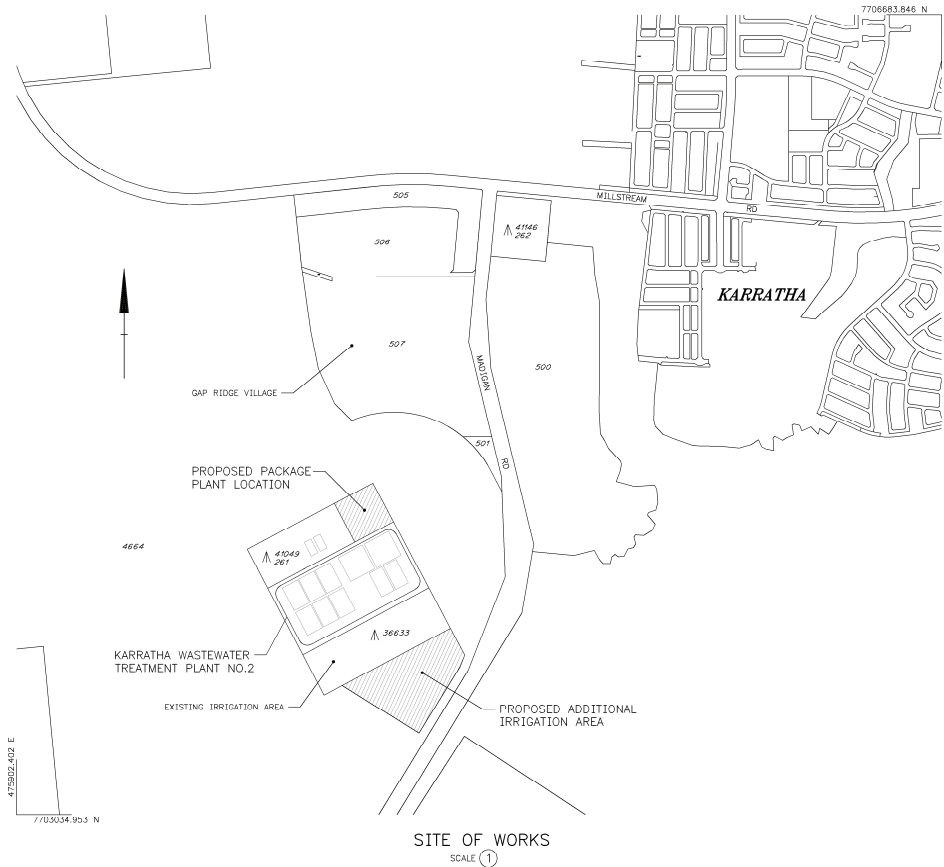 7706683.846 N
505
MILLSTREAM
RD
41146
262
506
KARRATHA
507
MADIGAN
500
GAP RIDGE VILLAGE
501
RD
PROPOSED PACKAGE
PLANT LOCATION
4664
41049
261
36633
KARRATHA WASTEWATER
TREATMENT PLANT NO.2
EXISTING IRRIGATION AREA
PROPOSED ADDITIONAL
IRRIGATION AREA
475902.402 E
7703034.953 N
SITE OF WORKS
SCALE 1